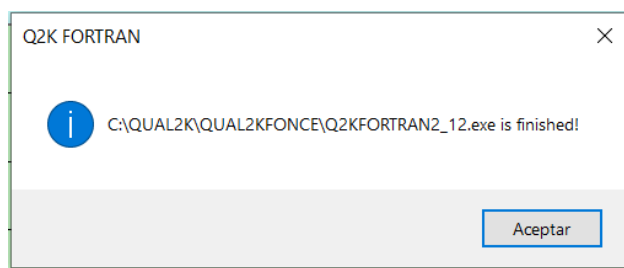 Q2K FORTRAN
C:\QUAL2K\QUAL2KFONCE\Q2KFORTRAN2_12.exe is finished!
Aceptar